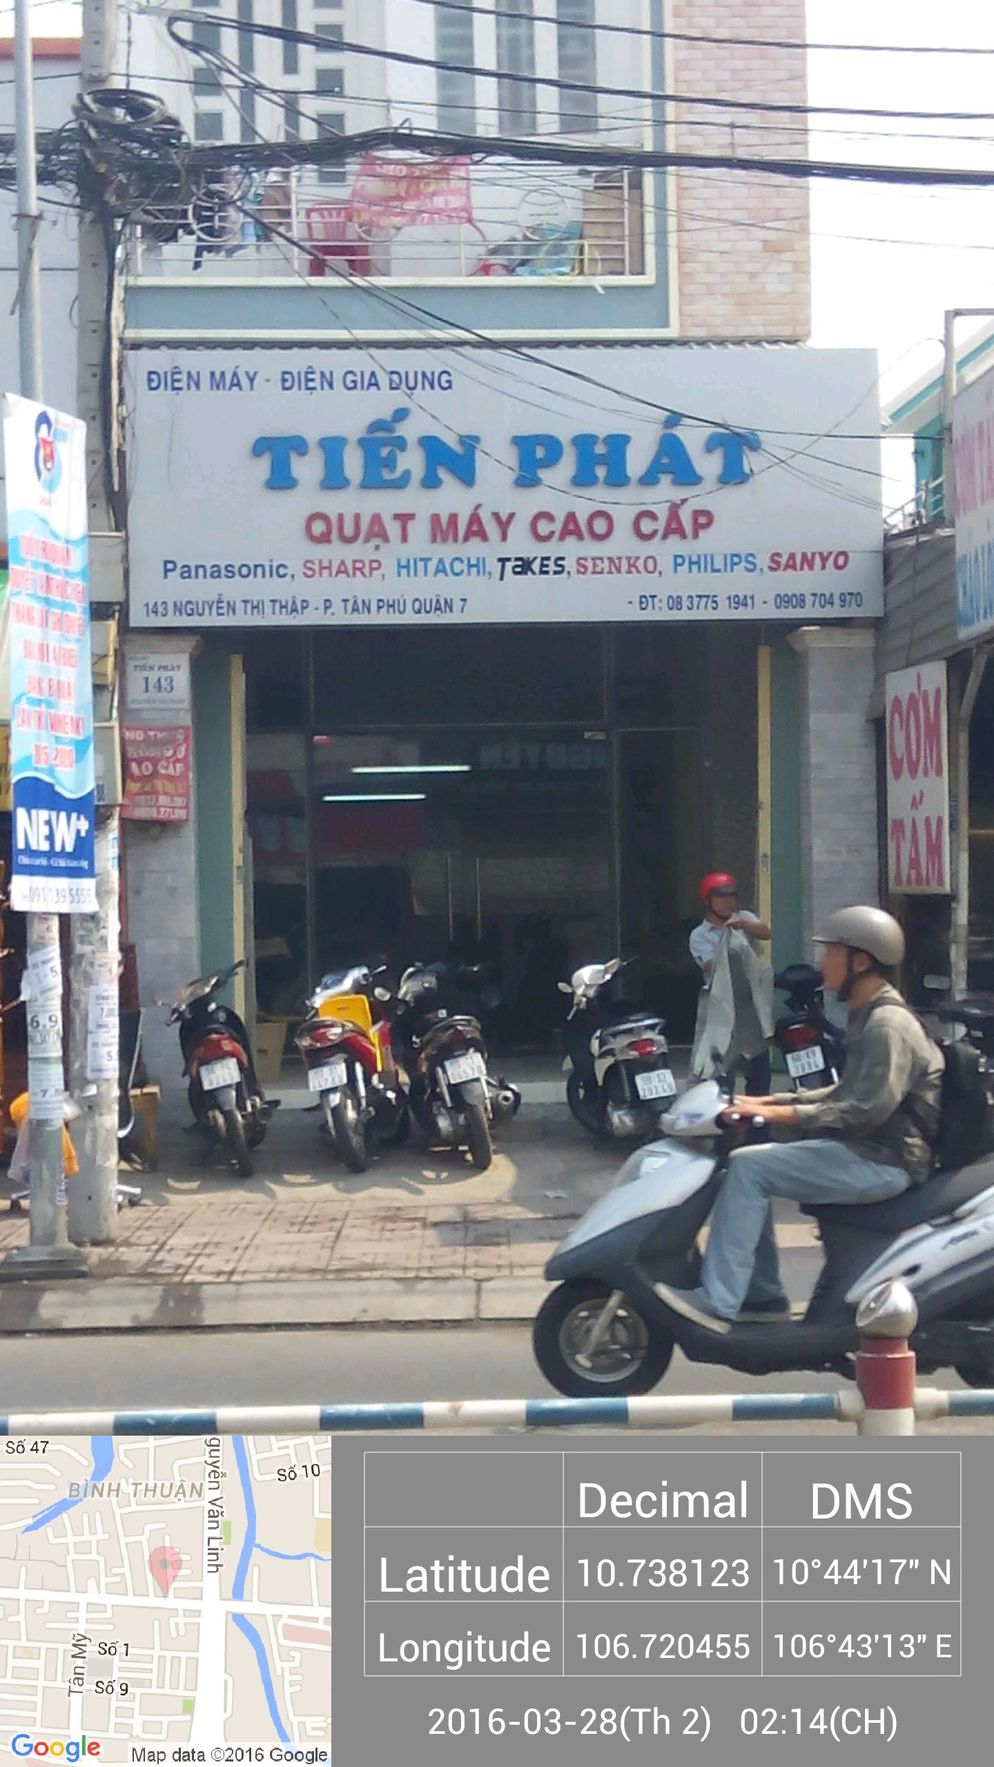 ĐIỆN MÁY - ĐIỆN GIA DỤNG
TIẾN PHÁT
QUẠT MÁY CAO CẤP
Panasonic, SHARP, HITACHI, TAKES, SENKO, PHILIPS, SANYO
143 NGUYỄN THỊ THẬP - P. TÂN PHÚ QUẬN 7 - ĐT: 08 3775 1941 - 0908 704 970
TIẾN PHÁT
143
CƠM
TẤM
NEW+
6.9
Số 47
BÌNH THUẬN
guyễn Văn Linh
Số 10
Tân Mỹ
Số 1
Số 9
Google
Map data ©2016 Google
Decimal DMS
Latitude 10.738123 10°44'17" N
Longitude 106.720455 106°43'13" E
2016-03-28(Th 2) 02:14(CH)